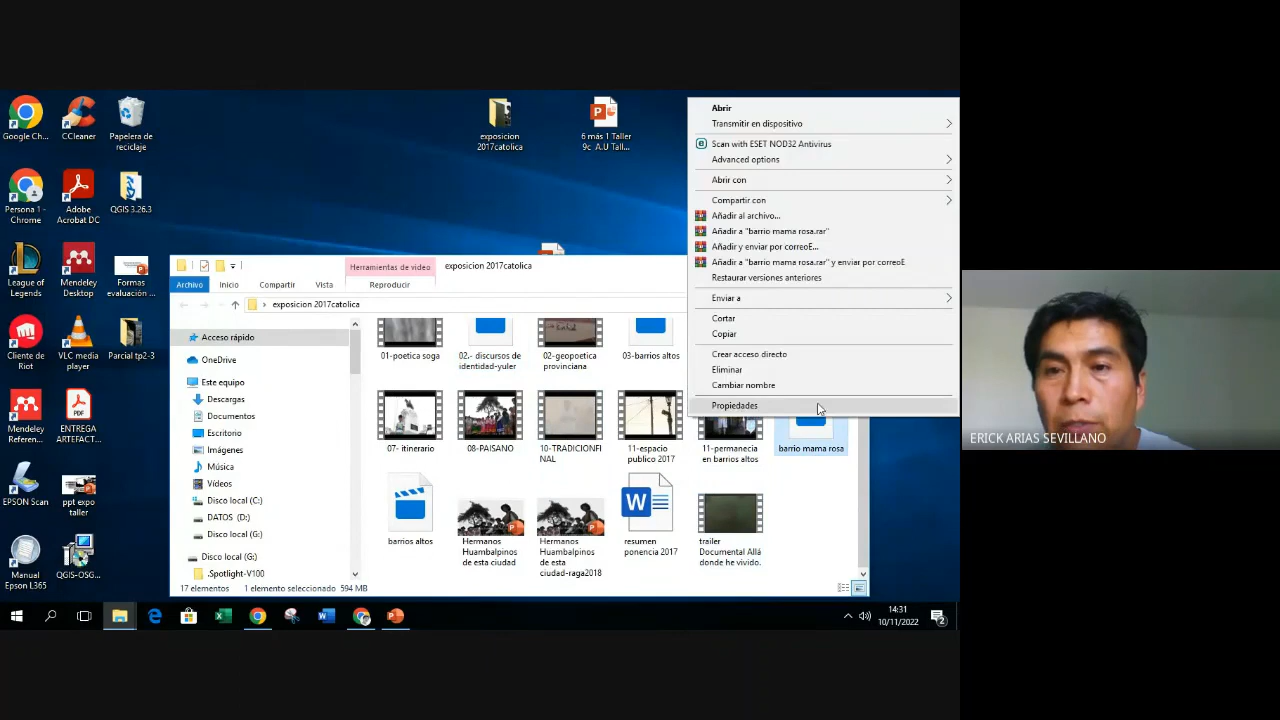 Google Ch...
CCleaner
Papelera de
reciclaje
exposicion
2017catolica
6 más 1 Taller
9c A.U Tall...
Persona 1 -
Chrome
Adobe
Acrobat DC
QGIS 3.26.3
League of
Legends
Mendeley
Desktop
Formas
evaluación ...
Cliente de
Riot
VLC media
player
Parcial tp2-3
Mendeley
Referen...
ENTREGA
ARTEFACT...
EPSON Scan
ppt expo
taller
Manual
Epson L365
QGIS-OSG...
Herramientas de video
exposicion 2017catolica
Archivo
Inicio
Compartir
Vista
Reproducir
exposicion 2017catolica
Acceso rápido
OneDrive
Este equipo
Descargas
Documentos
Escritorio
Imágenes
Música
Vídeos
Disco local (C:)
DATOS (D:)
Disco local (G:)
Disco local (G:)
.Spotlight-V100
01-poetica soga
02.- discursos de
identidad-yuler
02-geopoetica
provinciana
03-barrios altos
07- itinerario
08-PAISANO
10-TRADICIONFI
NAL
11-espacio
publico 2017
11-permanecia
en barrios altos
barrio mama rosa
barrios altos
Hermanos
Huambalpinos
de esta ciudad
Hermanos
Huambalpinos
de esta
ciudad-raga2018
resumen
ponencia 2017
trailer
Documental Allá
donde he vivido.
17 elementos
1 elemento seleccionado 594 MB
Abrir
Transmitir en dispositivo
Scan with ESET NOD32 Antivirus
Advanced options
Abrir con
Compartir con
Añadir al archivo...
Añadir a "barrio mama rosa.rar"
Añadir y enviar por correoE...
Añadir a "barrio mama rosa.rar" y enviar por correoE
Restaurar versiones anteriores
Enviar a
Cortar
Copiar
Crear acceso directo
Eliminar
Cambiar nombre
Propiedades
14:31
10/11/2022
2
ERICK ARIAS SEVILLANO